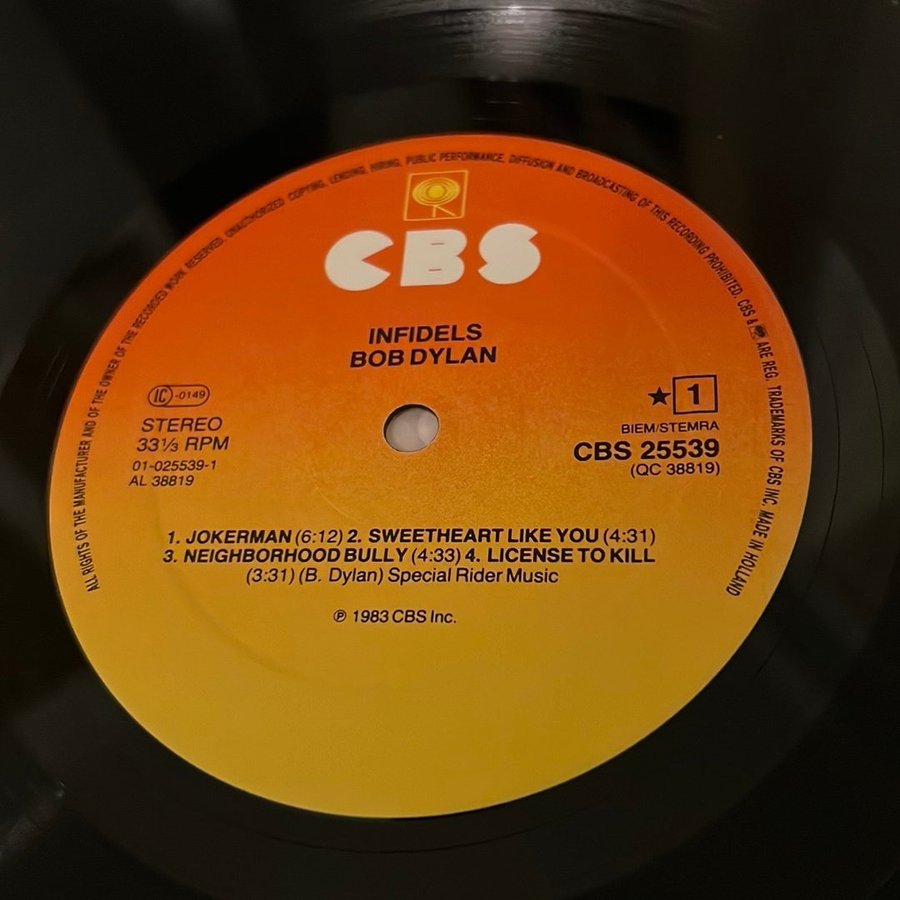 ALL RIGHTS OF THE MANUFACTURER AND OF THE OWNER OF THE RECORDED WORK RESERVED. UNAUTHORIZED COPYING, LENDING, HIRING, PUBLIC PERFORMANCE, DIFFUSION AND BROADCASTING OF THIS RECORDING PROHIBITED. CBS & ARE REG. TRADEMARKS OF CBS INC. MADE IN HOLLAND
CBS
INFIDELS
BOB DYLAN
IC -0149
STEREO
33⅓ RPM
01-025539-1
AL 38819
★ 1
BIEM/STEMRA
CBS 25539
(QC 38819)
1. JOKERMAN (6:12) 2. SWEETHEART LIKE YOU (4:31)
3. NEIGHBORHOOD BULLY (4:33) 4. LICENSE TO KILL
(3:31) (B. Dylan) Special Rider Music
℗ 1983 CBS Inc.